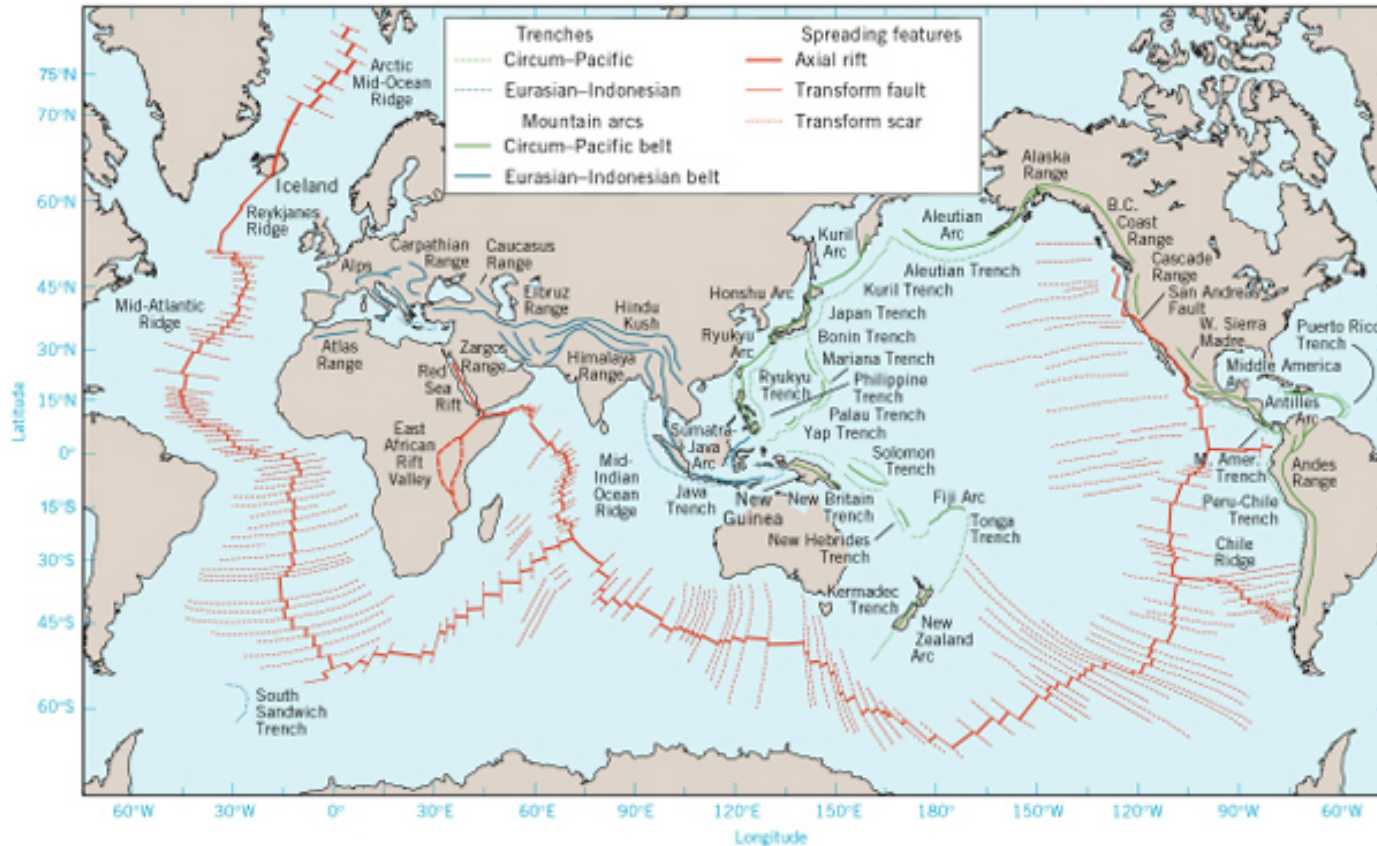 Trenches
Circum–Pacific
Eurasian–Indonesian
Mountain arcs
Circum–Pacific belt
Eurasian–Indonesian belt
Spreading features
Axial rift
Transform fault
Transform scar
75°N
70°N
60°N
45°N
30°N
15°N
0°
15°S
30°S
45°S
60°S
Latitude
Arctic
Mid-Ocean
Ridge
Iceland
Reykjanes
Ridge
Mid-Atlantic
Ridge
Alps
Carpathian
Range
Caucasus
Range
Elbruz
Range
Hindu
Kush
Atlas
Range
Zargos
Range
Red
Sea
Rift
Himalaya
Range
East
African
Rift
Valley
Mid-
Indian
Ocean
Ridge
South
Sandwich
Trench
Kuril
Arc
Aleutian
Arc
Alaska
Range
B.C.
Coast
Range
Cascade
Range
San Andreas
Fault
W. Sierra
Madre
Puerto Rico
Trench
Middle America
Arc
Antilles
Arc
Aleutian Trench
Kuril Trench
Honshu Arc
Japan Trench
Ryukyu
Arc
Bonin Trench
Mariana Trench
Ryukyu
Trench
Philippine
Trench
Palau Trench
Yap Trench
Sumatra-
Java
Arc
Java
Trench
New
Guinea
Solomon
Trench
New Britain
Trench
Fiji Arc
Tonga
Trench
New Hebrides
Trench
Kermadec
Trench
New
Zealand
Arc
M. Amer.
Trench
Andes
Range
Peru-Chile
Trench
Chile
Ridge
60°W
30°W
0°
30°E
60°E
90°E
120°E
150°E
180°E
150°W
120°W
90°W
60°W
Longitude